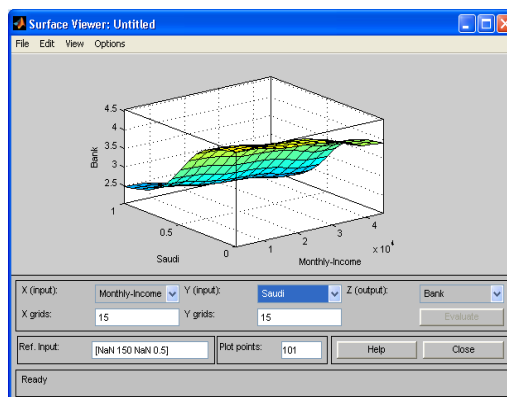 Surface Viewer: Untitled
File Edit View Options
4.5
4
3.5
3
2.5
Bank
1
0.5
0
Saudi
1
2
3
4
x 10^4
Monthly-Income
X (input): Monthly-Income Y (input): Saudi Z (output): Bank
X grids: 15 Y grids: 15 Evaluate
Ref. Input: [NaN 150 NaN 0.5] Plot points: 101 Help Close
Ready